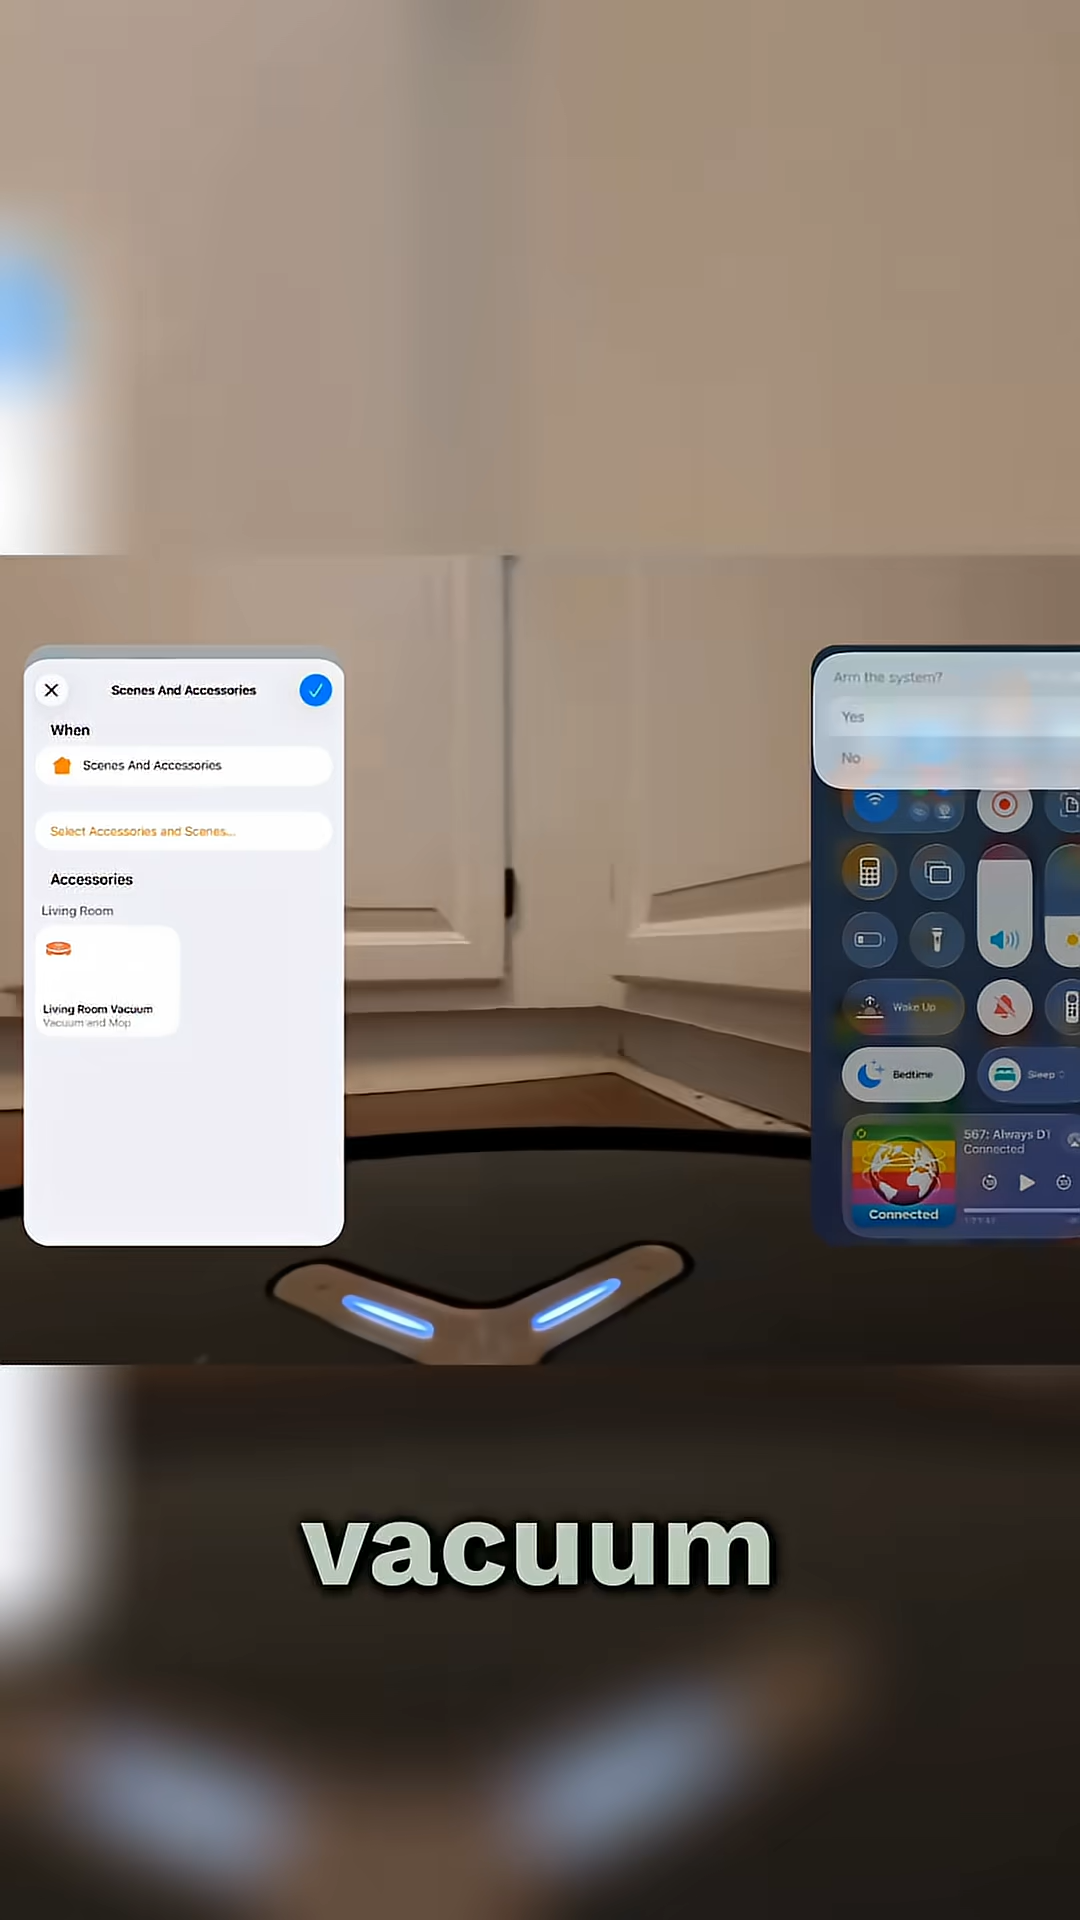 Scenes And Accessories
When
Scenes And Accessories
Select Accessories and Scenes...
Accessories
Living Room
Living Room Vacuum
Vacuum and Mop
Arm the system?
Yes
No
Wake Up
Bedtime
Sleep
567: Always D1
Connected
Connected
vacuum